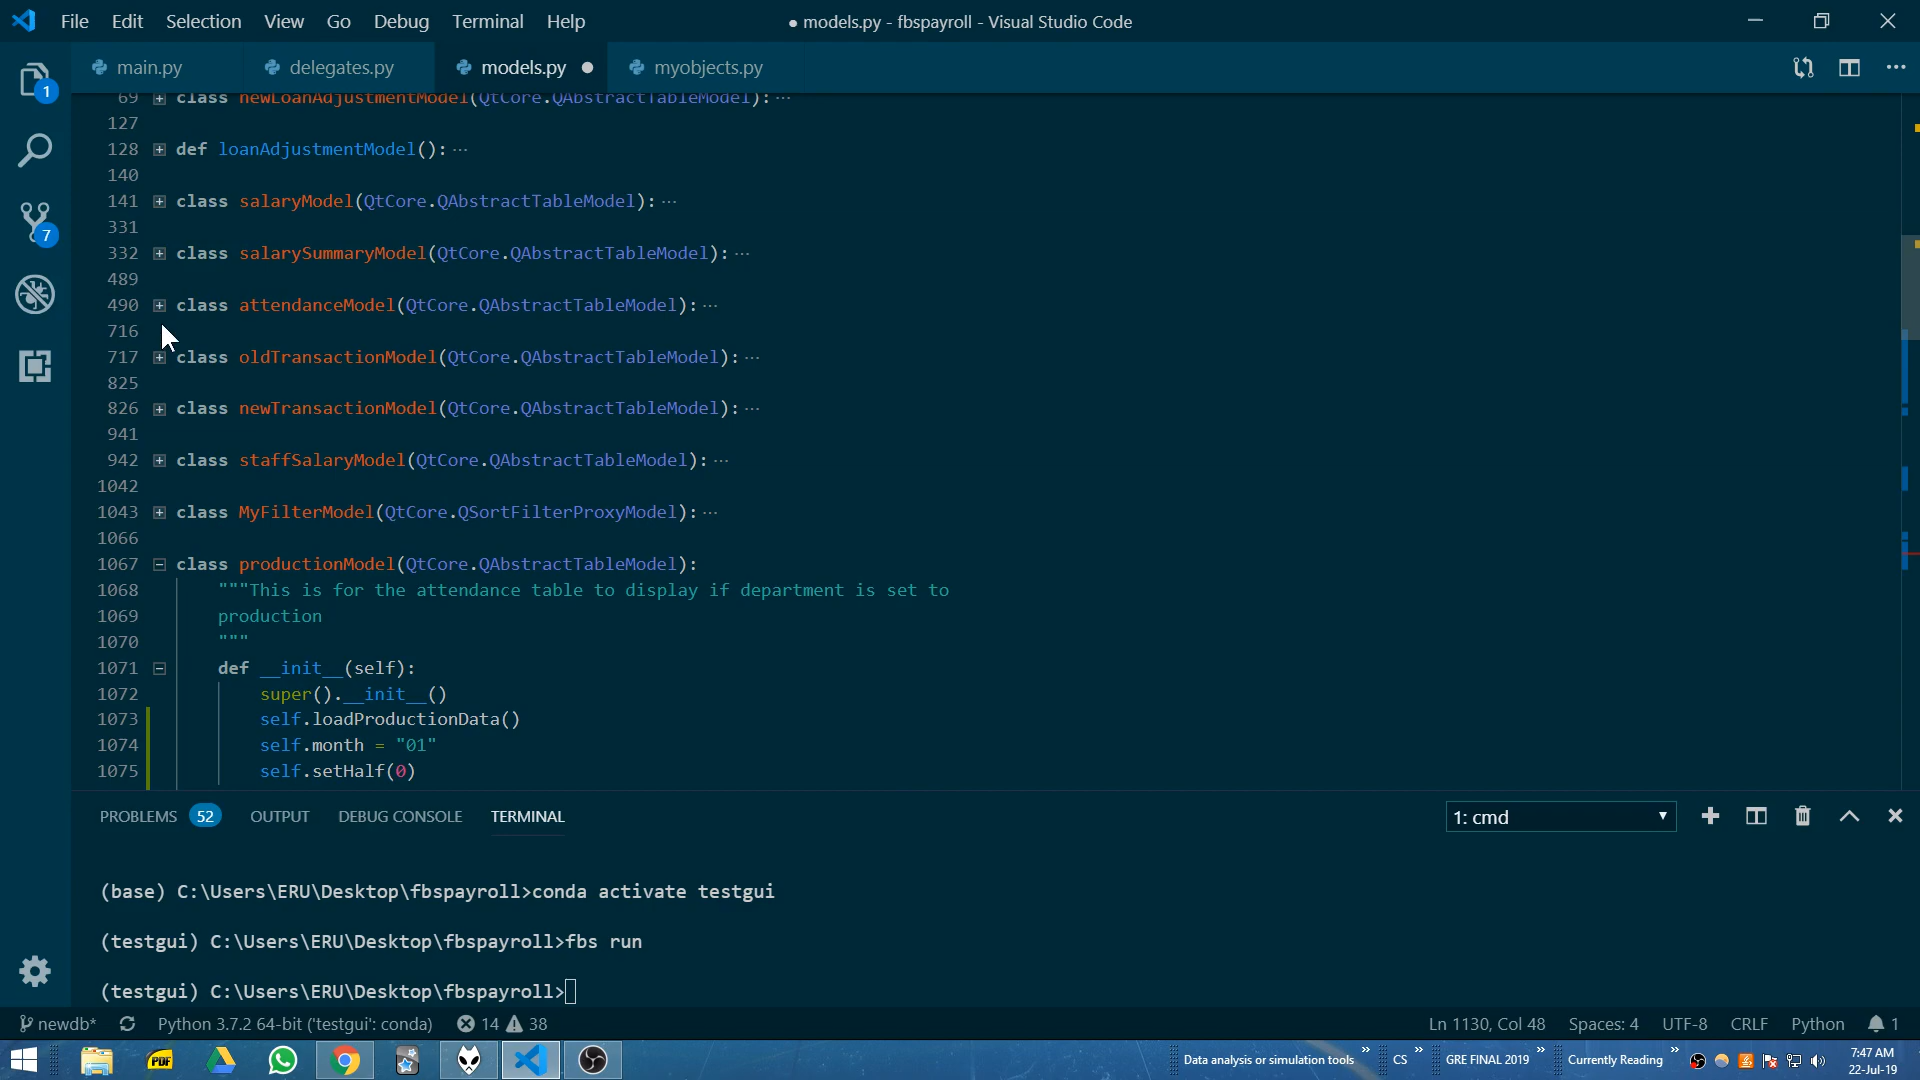 File Edit Selection View Go Debug Terminal Help
● models.py - fbspayroll - Visual Studio Code
main.py
delegates.py
models.py ●
myobjects.py
69 class newLoanAdjustmentModel(QtCore.QAbstractTableModel): ...
127
128 def loanAdjustmentModel(): ...
140
141 class salaryModel(QtCore.QAbstractTableModel): ...
331
332 class salarySummaryModel(QtCore.QAbstractTableModel): ...
489
490 class attendanceModel(QtCore.QAbstractTableModel): ...
716
717 class oldTransactionModel(QtCore.QAbstractTableModel): ...
825
826 class newTransactionModel(QtCore.QAbstractTableModel): ...
941
942 class staffSalaryModel(QtCore.QAbstractTableModel): ...
1042
1043 class MyFilterModel(QtCore.QSortFilterProxyModel): ...
1066
1067 class productionModel(QtCore.QAbstractTableModel):
1068 """This is for the attendance table to display if department is set to
1069 production
1070 """
1071 def __init__(self):
1072 super().__init__()
1073 self.loadProductionData()
1074 self.month = "01"
1075 self.setHalf(0)
1
7
PROBLEMS 52 OUTPUT DEBUG CONSOLE TERMINAL
1: cmd
(base) C:\Users\ERU\Desktop\fbspayroll>conda activate testgui
(testgui) C:\Users\ERU\Desktop\fbspayroll>fbs run
(testgui) C:\Users\ERU\Desktop\fbspayroll>
newdb* Python 3.7.2 64-bit ('testgui': conda) 14 38
Ln 1130, Col 48 Spaces: 4 UTF-8 CRLF Python 1
PDF
Data analysis or simulation tools » CS » GRE FINAL 2019 » Currently Reading »
7:47 AM
22-Jul-19